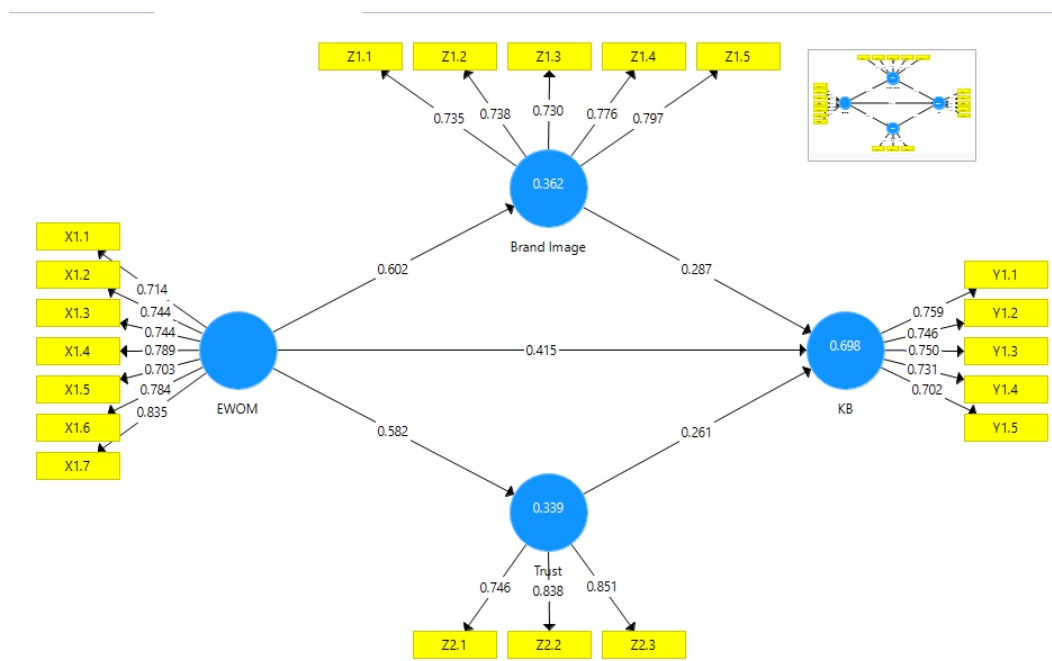 Z1.1 Z1.2 Z1.3 Z1.4 Z1.5
0.735 0.738 0.730 0.776 0.797
0.362
Brand Image
X1.1
X1.2
X1.3
X1.4
X1.5
X1.6
X1.7
0.714
0.744
0.744
0.789
0.703
0.784
0.835
EWOM
0.602
0.415
0.582
0.287
0.261
0.698
KB
0.759
0.746
0.750
0.731
0.702
Y1.1
Y1.2
Y1.3
Y1.4
Y1.5
0.339
Trust
0.746 0.838 0.851
Z2.1 Z2.2 Z2.3